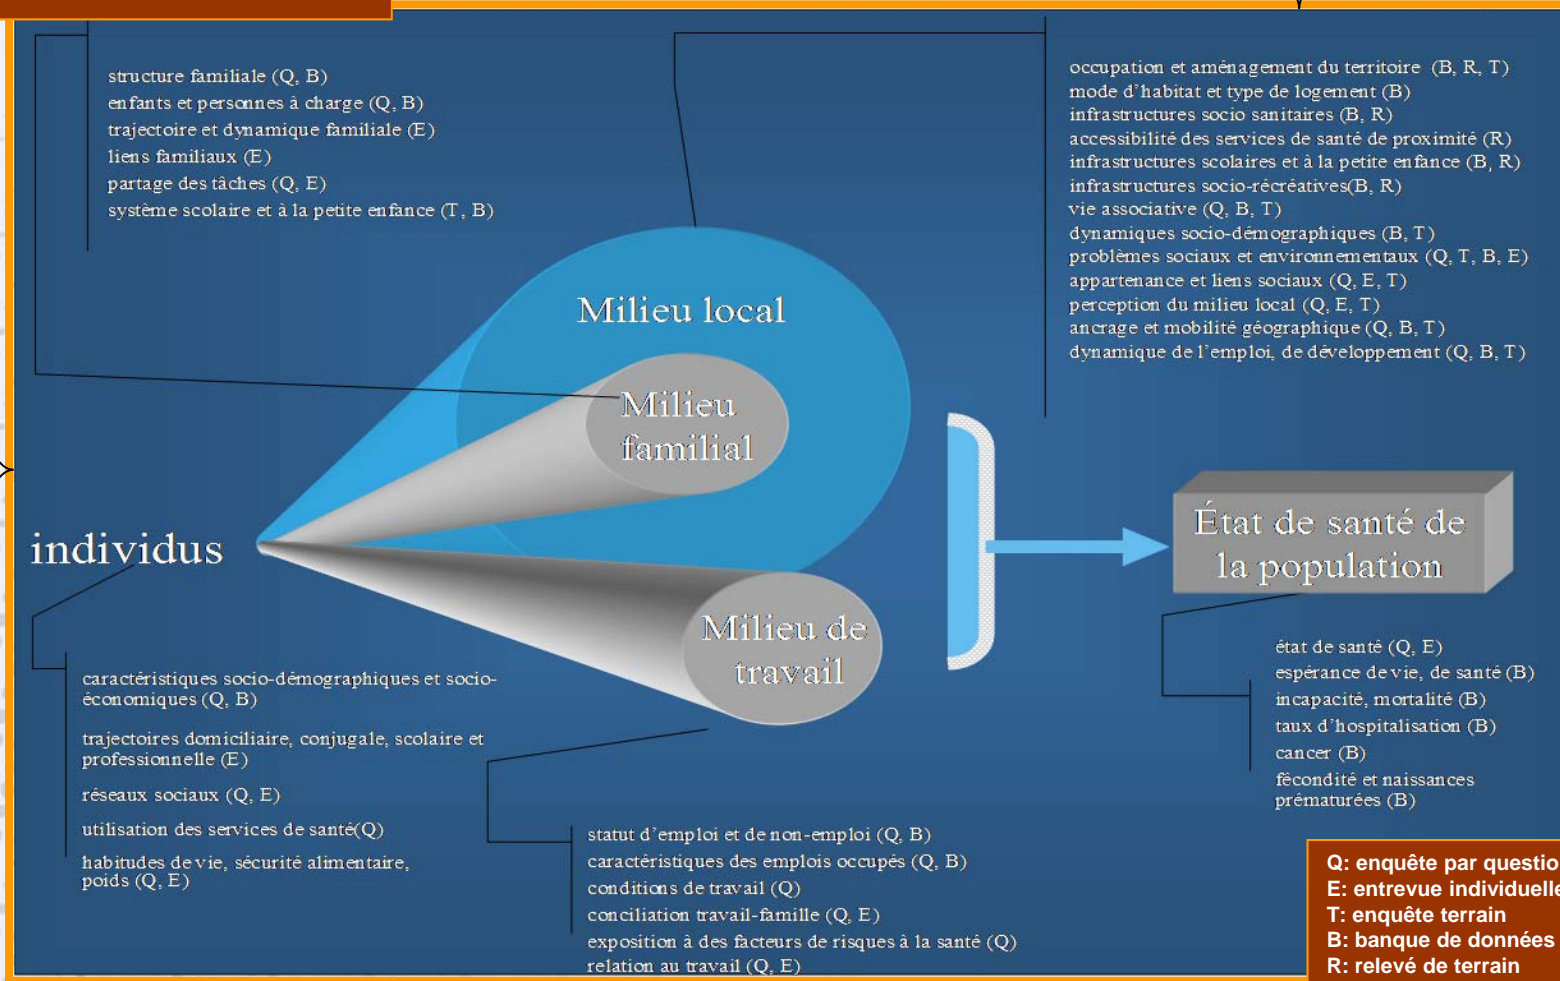 structure familiale (Q, B)
enfants et personnes à charge (Q, B)
trajectoire et dynamique familiale (E)
liens familiaux (E)
partage des tâches (Q, E)
système scolaire et à la petite enfance (T, B)
occupation et aménagement du territoire (B, R, T)
mode d'habitat et type de logement (B)
infrastructures socio sanitaires (B, R)
accessibilité des services de santé de proximité (R)
infrastructures scolaires et à la petite enfance (B, R)
infrastructures socio-récréatives(B, R)
vie associative (Q, B, T)
dynamiques socio-démographiques (B, T)
problèmes sociaux et environnementaux (Q, T, B, E)
appartenance et liens sociaux (Q, E, T)
perception du milieu local (Q, E, T)
ancrage et mobilité géographique (Q, B, T)
dynamique de l'emploi, de développement (Q, B, T)
Milieu local
Milieu
familial
individus
Milieu de
travail
État de santé de
la population
caractéristiques socio-démographiques et socio-
économiques (Q, B)
trajectoires domiciliaire, conjugale, scolaire et
professionnelle (E)
réseaux sociaux (Q, E)
utilisation des services de santé(Q)
habitudes de vie, sécurité alimentaire,
poids (Q, E)
statut d'emploi et de non-emploi (Q, B)
caractéristiques des emplois occupés (Q, B)
conditions de travail (Q)
conciliation travail-famille (Q, E)
exposition à des facteurs de risques à la santé (Q)
relation au travail (Q, E)
état de santé (Q, E)
espérance de vie, de santé (B)
incapacité, mortalité (B)
taux d'hospitalisation (B)
cancer (B)
fécondité et naissances
prématurées (B)
Q: enquête par questio
E: entrevue individuelle
T: enquête terrain
B: banque de données
R: relevé de terrain